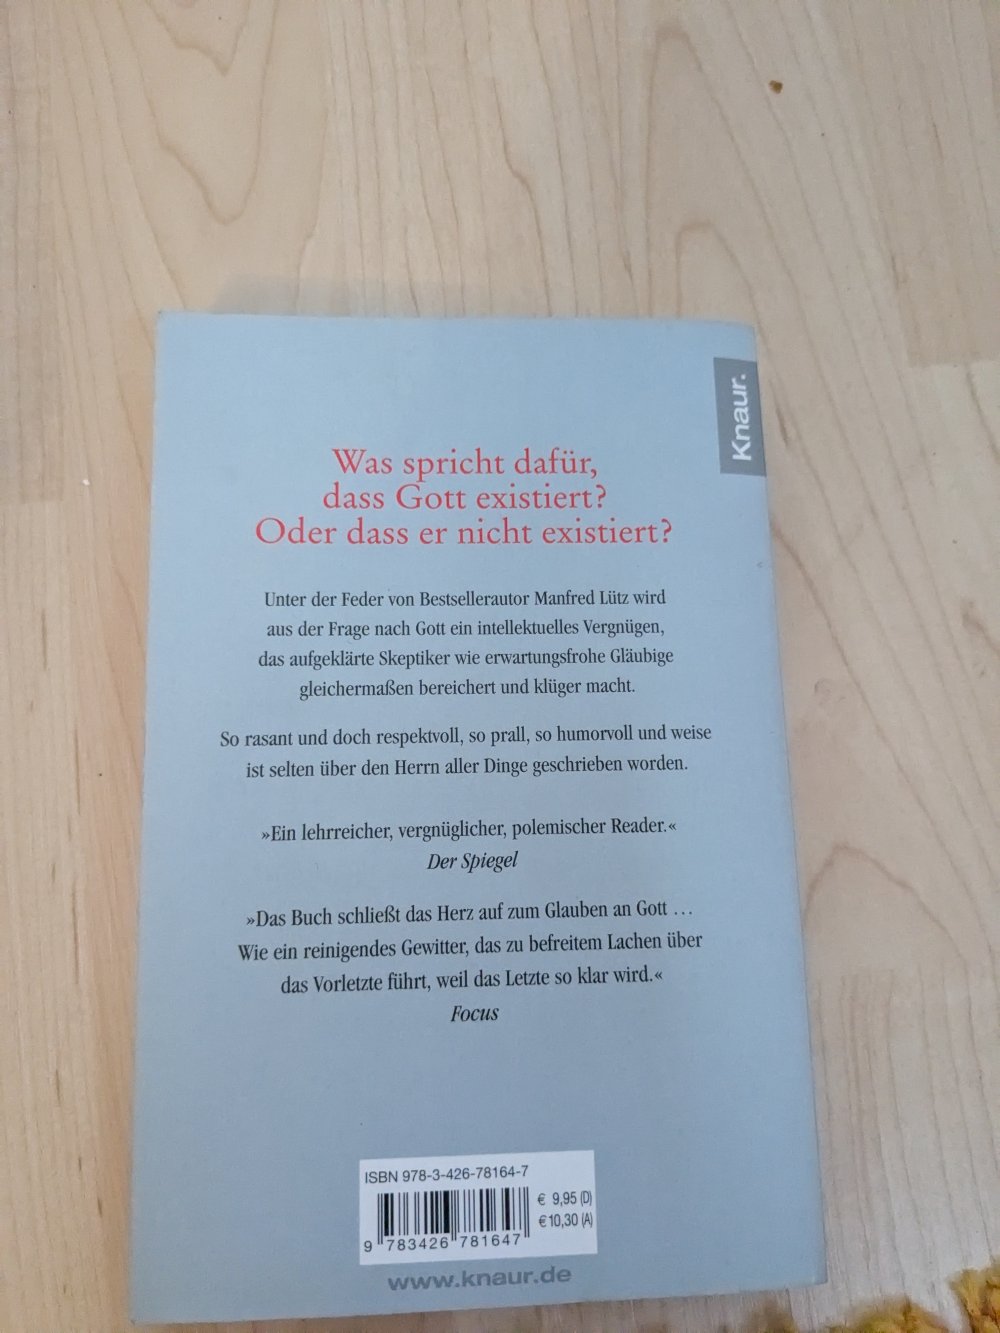 Knaur.
Was spricht dafür,
dass Gott existiert?
Oder dass er nicht existiert?
Unter der Feder von Bestsellerautor Manfred Lütz wird
aus der Frage nach Gott ein intellektuelles Vergnügen,
das aufgeklärte Skeptiker wie erwartungsfrohe Gläubige
gleichermaßen bereichert und klüger macht.
So rasant und doch respektvoll, so prall, so humorvoll und weise
ist selten über den Herrn aller Dinge geschrieben worden.
»Ein lehrreicher, vergnüglicher, polemischer Reader.«
Der Spiegel
»Das Buch schließt das Herz auf zum Glauben an Gott …
Wie ein reinigendes Gewitter, das zu befreitem Lachen über
das Vorletzte führt, weil das Letzte so klar wird.«
Focus
ISBN 978-3-426-78164-7
€ 9,95 (D)
€ 10,30 (A)
9 783426 781647
www.knaur.de